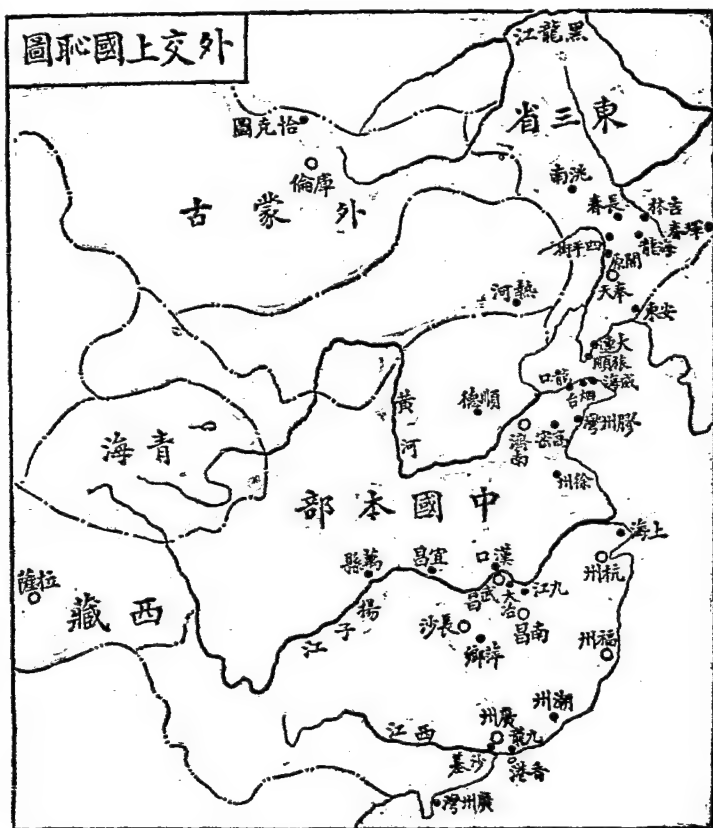 外交上國恥圖
黑龍江
東三省
恰克圖
庫倫
外蒙古
洮南
長春
吉林
琿春
海龍
四平街
開原
奉天
安東
熱河
大連
旅順
威海
烟台
龍口
順德
黃河
濟南
高密
膠州灣
徐州
青海
中國本部
上海
杭州
漢口
武昌
大冶
九江
南昌
宜昌
萬縣
揚子江
長沙
萍鄉
拉薩
西藏
福州
潮州
廣州
西江
沙基
九龍
香港
廣州灣